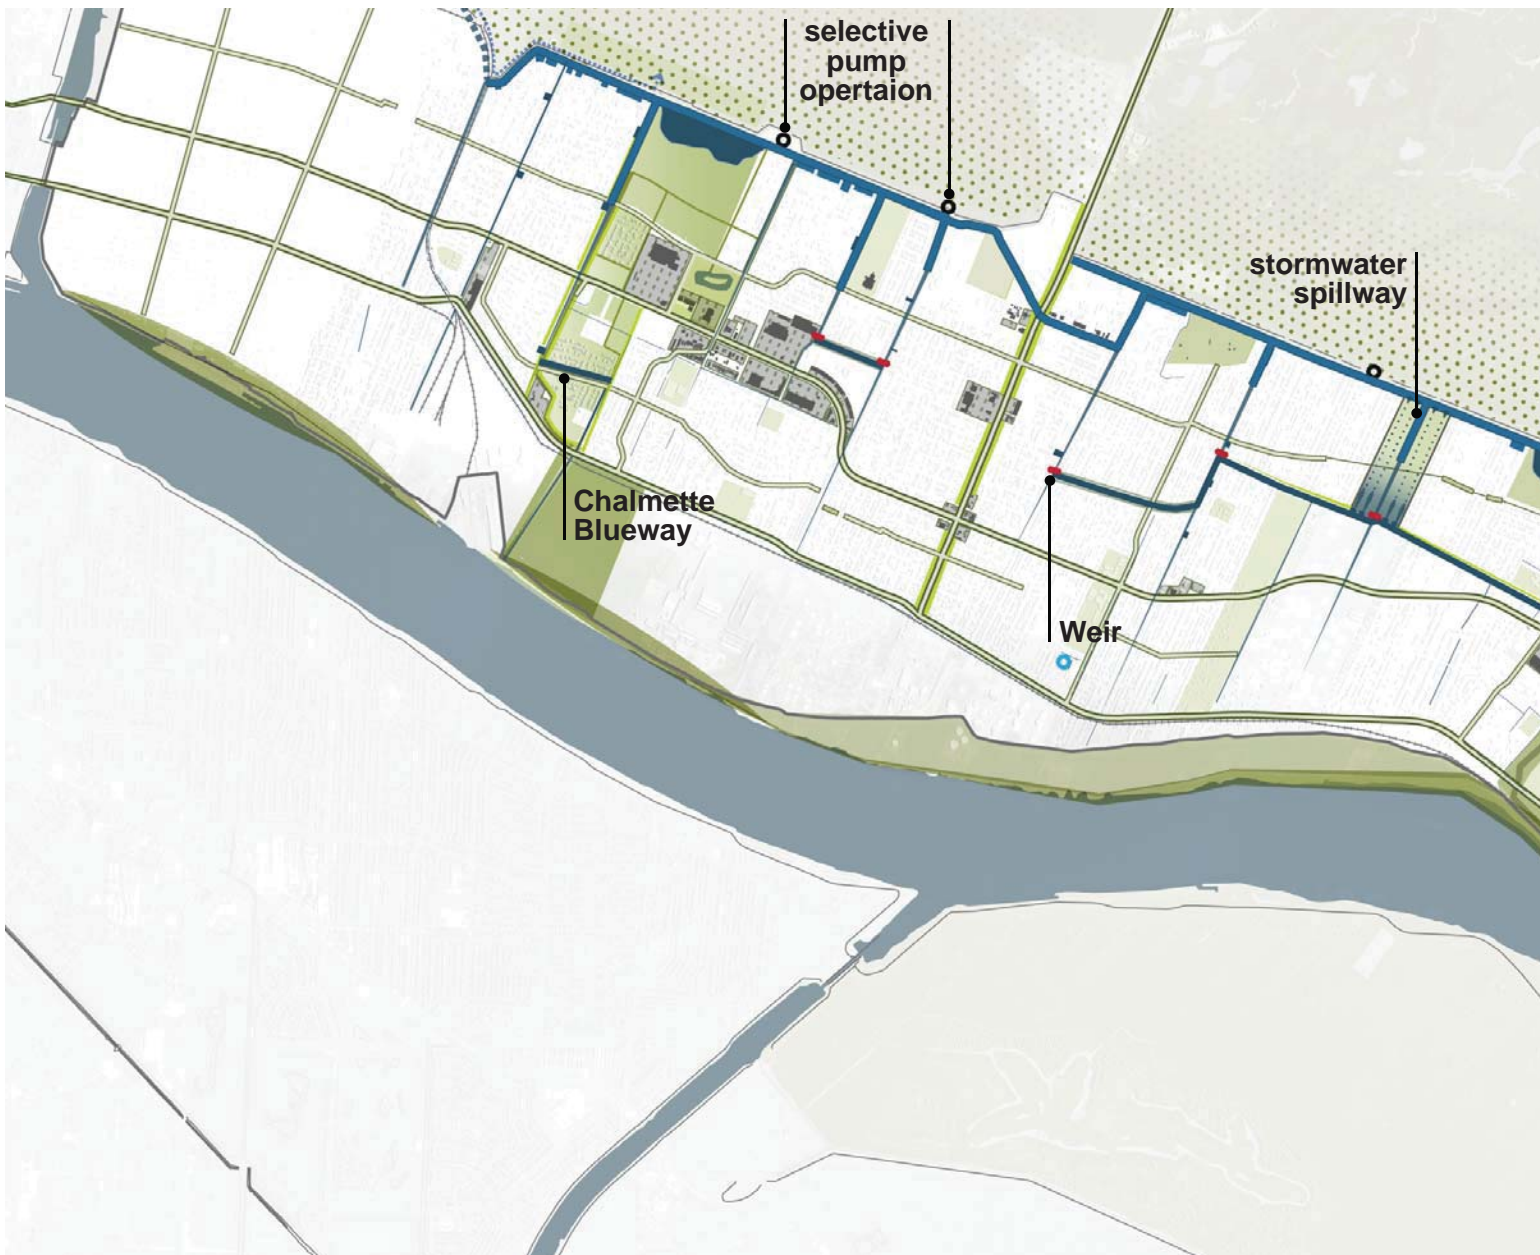 selective
pump
opertaion
stormwater
spillway
Chalmette
Blueway
Weir